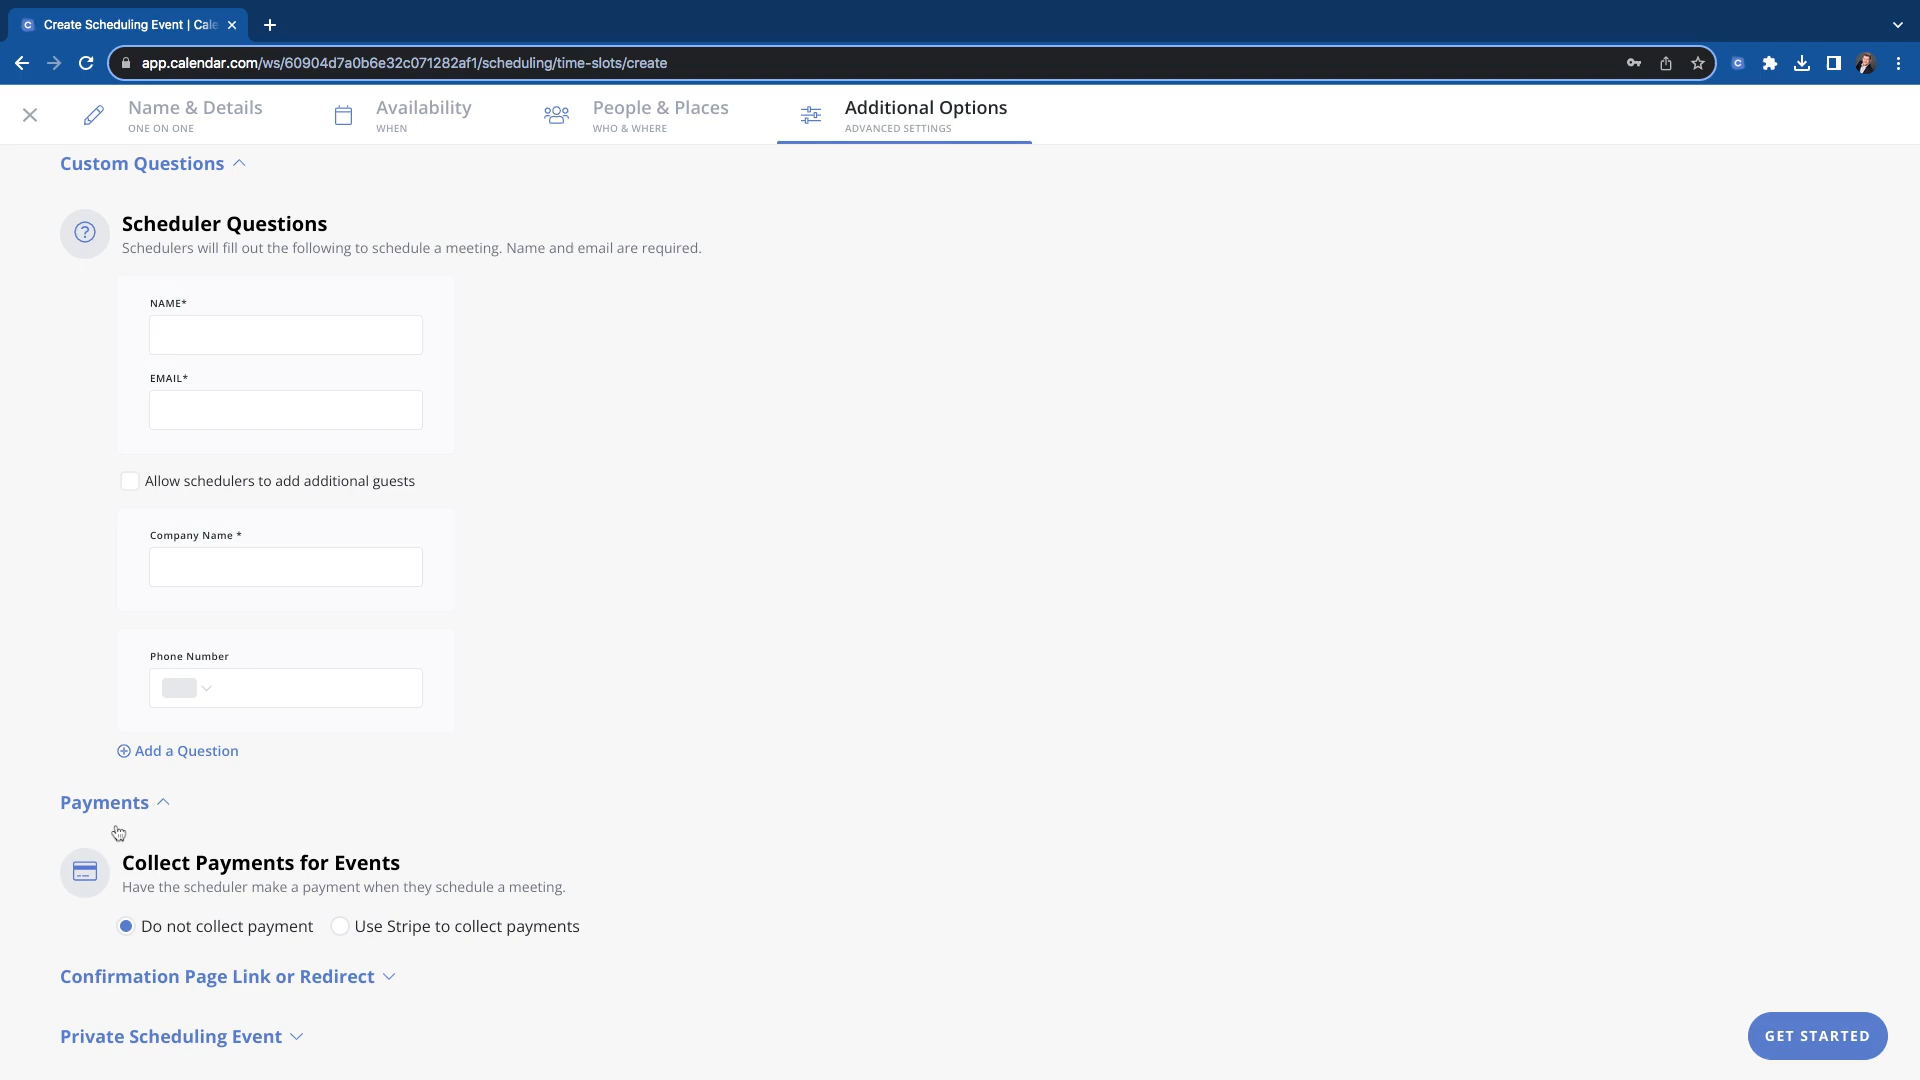 Create Scheduling Event | Cale
app.calendar.com/ws/60904d7a0b6e32c071282af1/scheduling/time-slots/create
Name & Details
ONE ON ONE
Availability
WHEN
People & Places
WHO & WHERE
Additional Options
ADVANCED SETTINGS
Custom Questions
Scheduler Questions
Schedulers will fill out the following to schedule a meeting. Name and email are required.
NAME*
EMAIL*
Allow schedulers to add additional guests
Company Name *
Phone Number
Add a Question
Payments
Collect Payments for Events
Have the scheduler make a payment when they schedule a meeting.
Do not collect payment
Use Stripe to collect payments
Confirmation Page Link or Redirect
Private Scheduling Event
GET STARTED